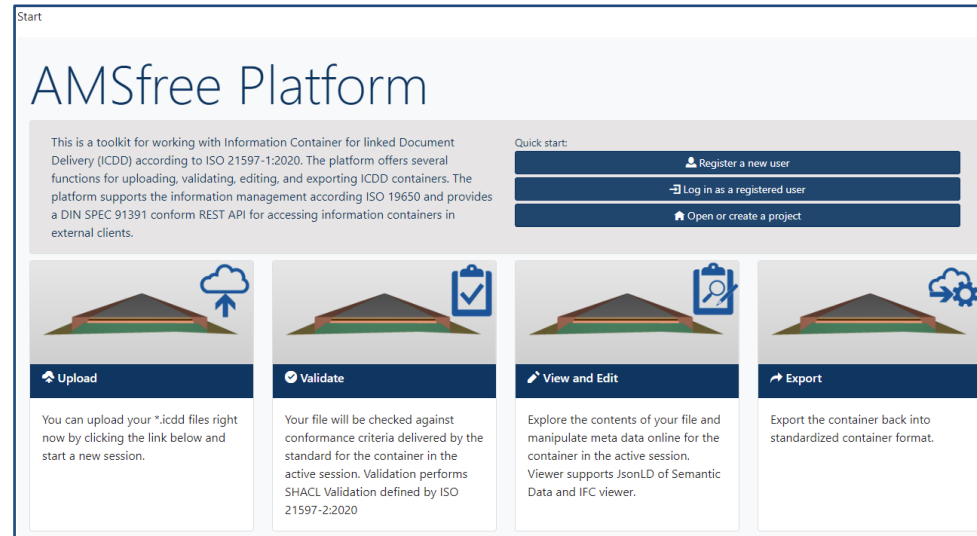 Start
AMSfree Platform
This is a toolkit for working with Information Container for linked Document
Delivery (ICDD) according to ISO 21597-1:2020. The platform offers several
functions for uploading, validating, editing, and exporting ICDD containers. The
platform supports the information management according ISO 19650 and provides
a DIN SPEC 91391 conform REST API for accessing information containers in
external clients.
Quick start:
Register a new user
Log in as a registered user
Open or create a project
Upload
You can upload your *.icdd files right
now by clicking the link below and
start a new session.
Validate
Your file will be checked against
conformance criteria delivered by the
standard for the container in the
active session. Validation performs
SHACL Validation defined by ISO
21597-2:2020
View and Edit
Explore the contents of your file and
manipulate meta data online for the
container in the active session.
Viewer supports JsonLD of Semantic
Data and IFC viewer.
Export
Export the container back into
standardized container format.